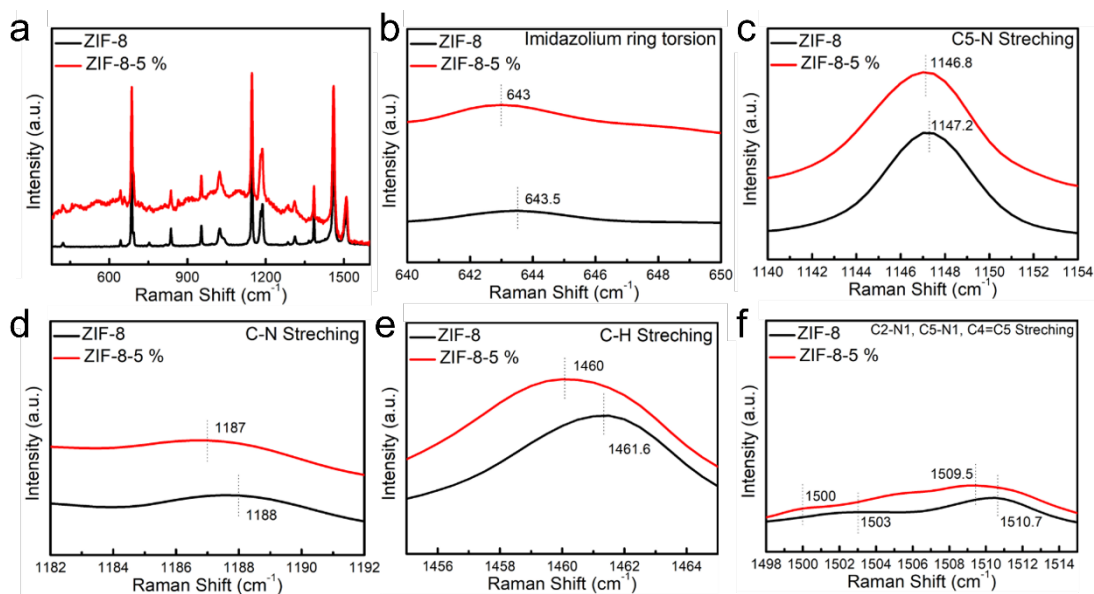 a
ZIF-8
ZIF-8-5 %
Intensity (a.u.)
600 900 1200 1500
Raman Shift (cm⁻¹)
b
ZIF-8
ZIF-8-5 %
Imidazolium ring torsion
643
643.5
Intensity (a.u.)
640 642 644 646 648 650
Raman Shift (cm⁻¹)
c
ZIF-8
ZIF-8-5 %
C5-N Streching
1146.8
1147.2
Intensity (a.u.)
1140 1142 1144 1146 1148 1150 1152 1154
Raman Shift (cm⁻¹)
d
ZIF-8
ZIF-8-5 %
C-N Streching
1187
1188
Intensity (a.u.)
1182 1184 1186 1188 1190 1192
Raman Shift (cm⁻¹)
e
ZIF-8
ZIF-8-5 %
C-H Streching
1460
1461.6
Intensity (a.u.)
1456 1458 1460 1462 1464
Raman Shift (cm⁻¹)
f
ZIF-8
ZIF-8-5 %
C2-N1, C5-N1, C4=C5 Streching
1509.5
1500
1503
1510.7
Intensity (a.u.)
1498 1500 1502 1504 1506 1508 1510 1512 1514
Raman Shift (cm⁻¹)